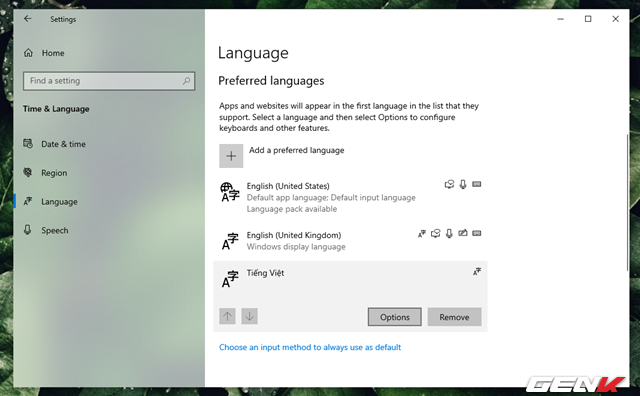 Settings
Home
Find a setting
Time & Language
Date & time
Region
Language
Speech
Language
Preferred languages
Apps and websites will appear in the first language in the list that they
support. Select a language and then select Options to configure
keyboards and other features.
Add a preferred language
English (United States)
Default app language: Default input language
Language pack available
English (United Kingdom)
Windows display language
Tiếng Việt
Options
Remove
Choose an input method to always use as default
GENK